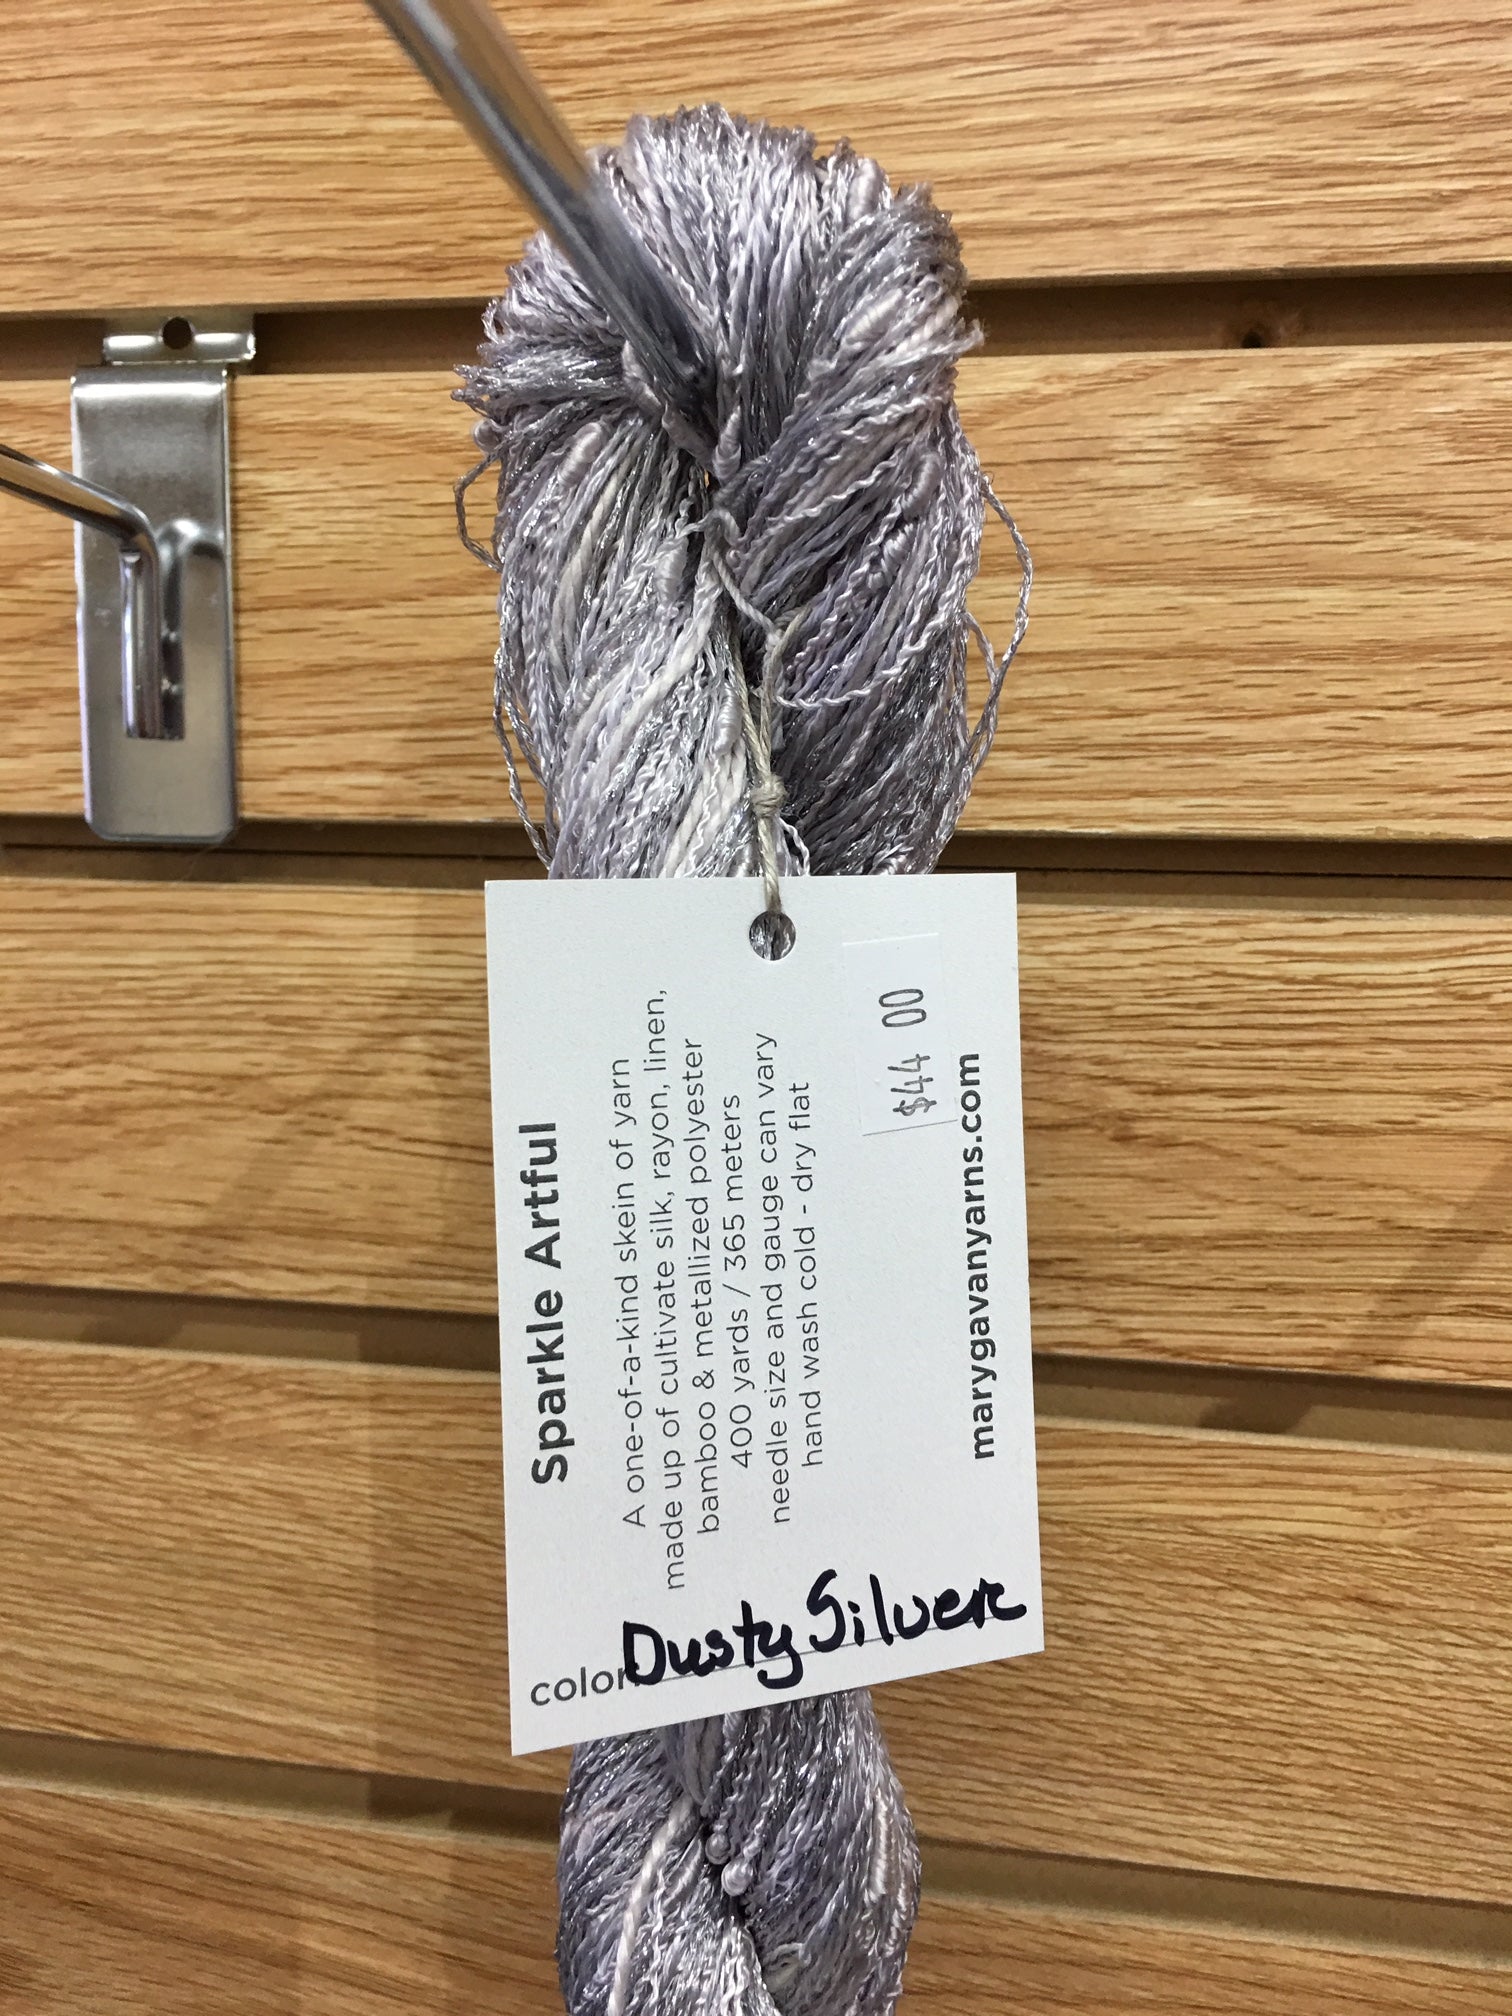 Sparkle Artful
A one-of-a-kind skein of yarn
made up of cultivate silk, rayon, linen,
bamboo & metallized polyester
400 yards / 365 meters
needle size and gauge can vary
hand wash cold - dry flat
$44 00
marygavanyarns.com
color Dusty Silver